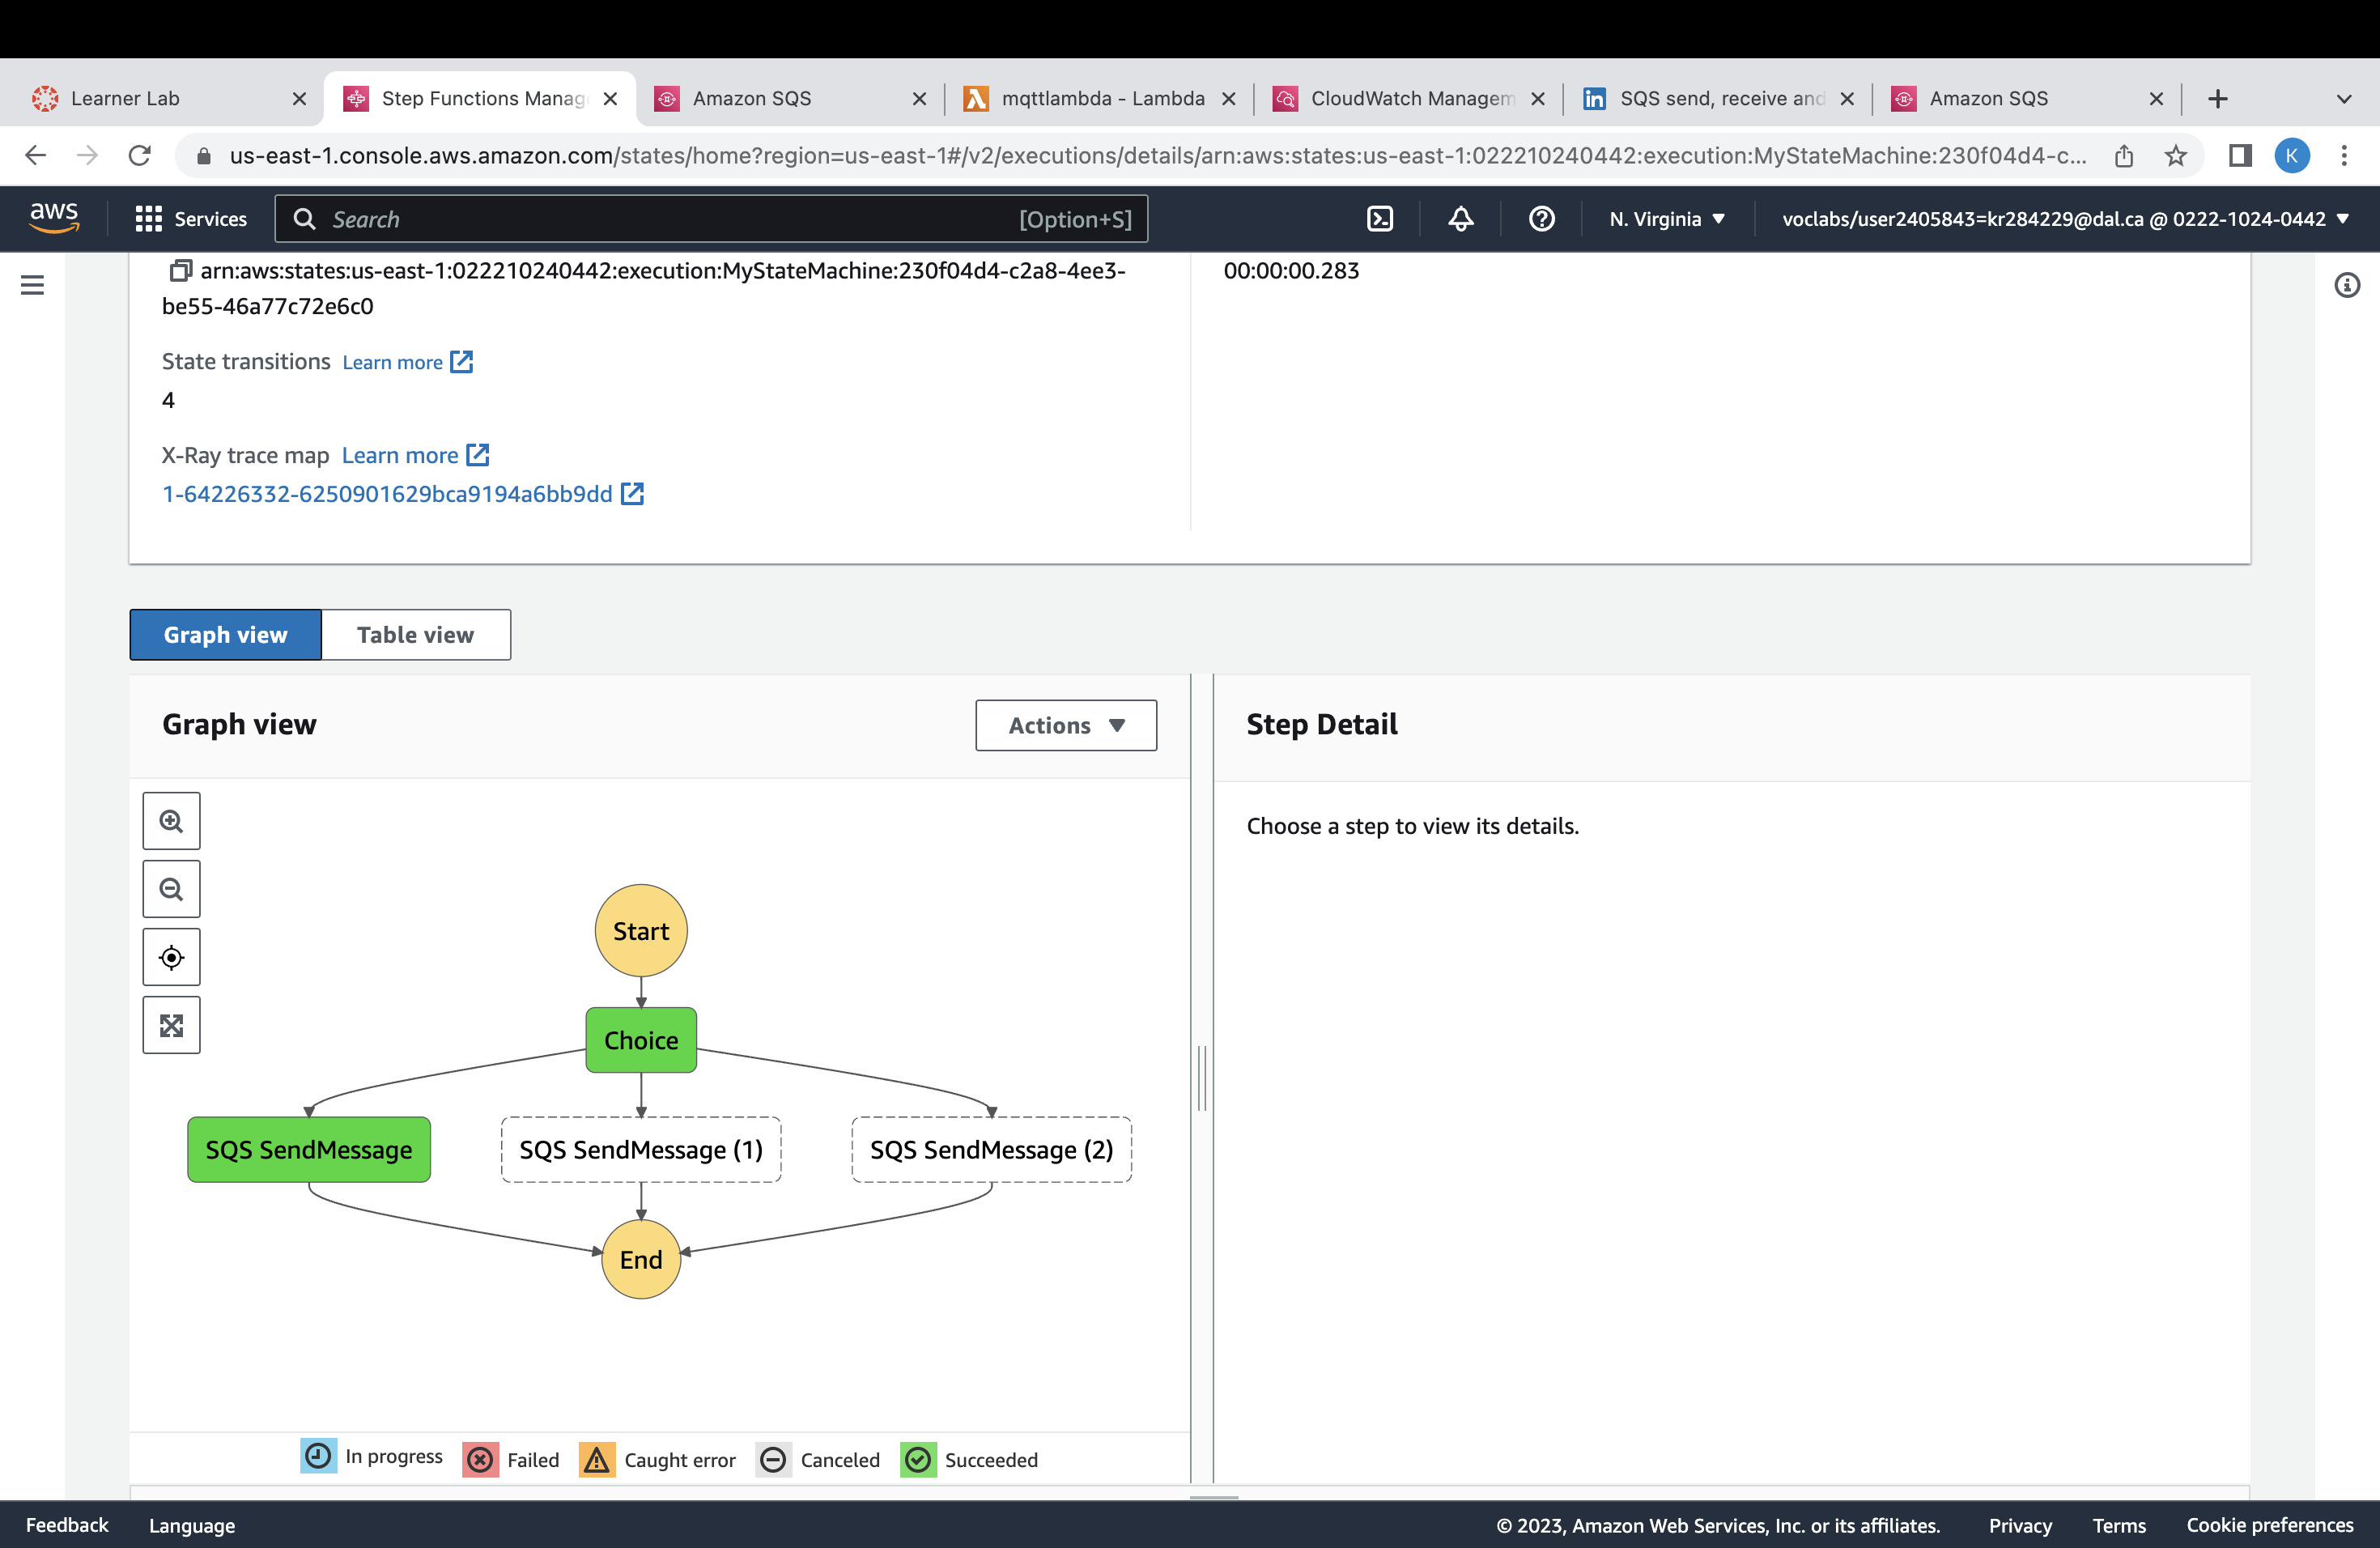 Learner Lab
Step Functions Manag
Amazon SQS
mqttlambda - Lambda
CloudWatch Managem
SQS send, receive and
Amazon SQS
us-east-1.console.aws.amazon.com/states/home?region=us-east-1#/v2/executions/details/arn:aws:states:us-east-1:022210240442:execution:MyStateMachine:230f04d4-c...
K
aws
Services
Search
[Option+S]
N. Virginia
voclabs/user2405843=kr284229@dal.ca @ 0222-1024-0442
arn:aws:states:us-east-1:022210240442:execution:MyStateMachine:230f04d4-c2a8-4ee3-
be55-46a77c72e6c0
00:00:00.283
State transitions Learn more
4
X-Ray trace map Learn more
1-64226332-6250901629bca9194a6bb9dd
Graph view
Table view
Graph view
Actions
Step Detail
Choose a step to view its details.
Start
Choice
SQS SendMessage
SQS SendMessage (1)
SQS SendMessage (2)
End
In progress
Failed
Caught error
Canceled
Succeeded
Feedback
Language
© 2023, Amazon Web Services, Inc. or its affiliates.
Privacy
Terms
Cookie preferences